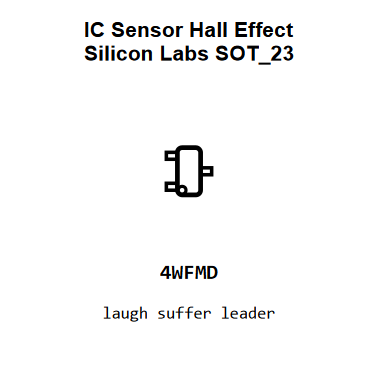 IC Sensor Hall Effect
Silicon Labs SOT_23
4WFMD
laugh suffer leader